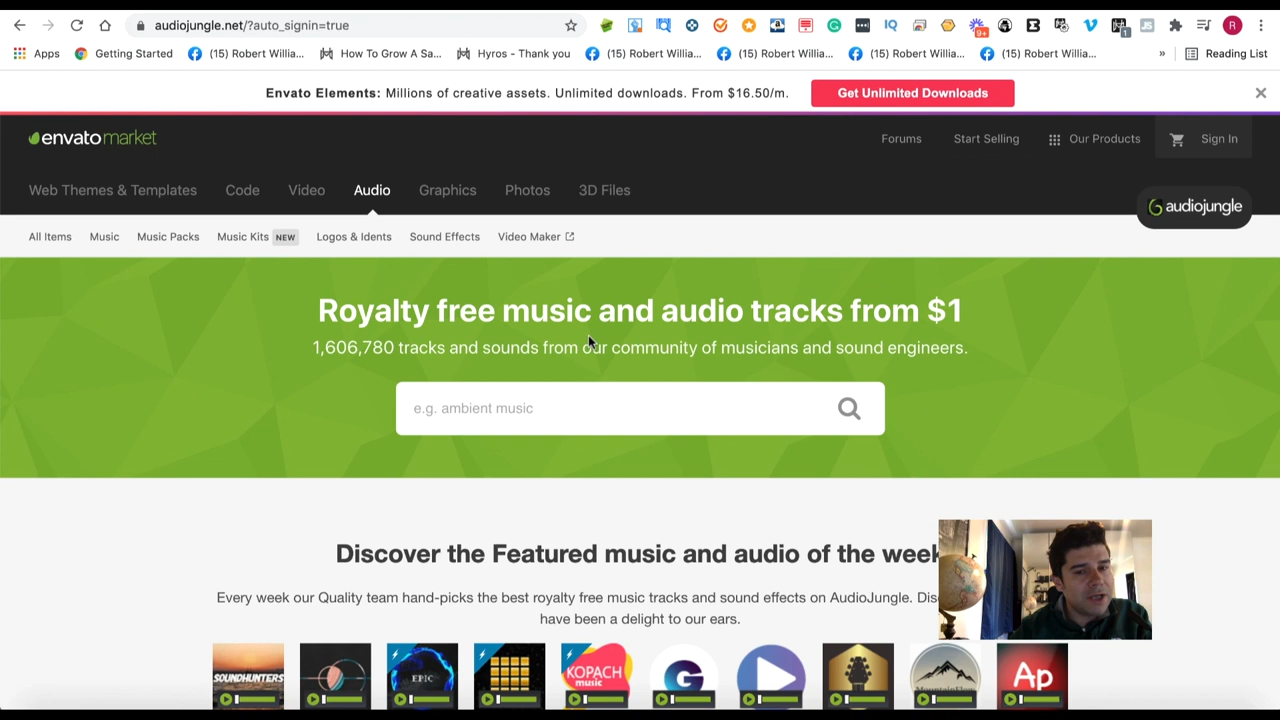 audiojungle.net/?auto_signin=true
IQ
9+
1
JS
R
Apps
Getting Started
(15) Robert Willia...
How To Grow A Sa...
Hyros - Thank you
(15) Robert Willia...
(15) Robert Willia...
(15) Robert Willia...
(15) Robert Willia...
»
Reading List
Envato Elements: Millions of creative assets. Unlimited downloads. From $16.50/m.
Get Unlimited Downloads
envatomarket
Forums
Start Selling
Our Products
Sign In
Web Themes & Templates
Code
Video
Audio
Graphics
Photos
3D Files
audiojungle
All Items
Music
Music Packs
Music Kits NEW
Logos & Idents
Sound Effects
Video Maker
Royalty free music and audio tracks from $1
1,606,780 tracks and sounds from our community of musicians and sound engineers.
e.g. ambient music
Discover the Featured music and audio of the week
Every week our Quality team hand-picks the best royalty free music tracks and sound effects on AudioJungle.
have been a delight to our ears.
SOUNDHUNTERS
EPIC
KOPACH
music
G
Ap